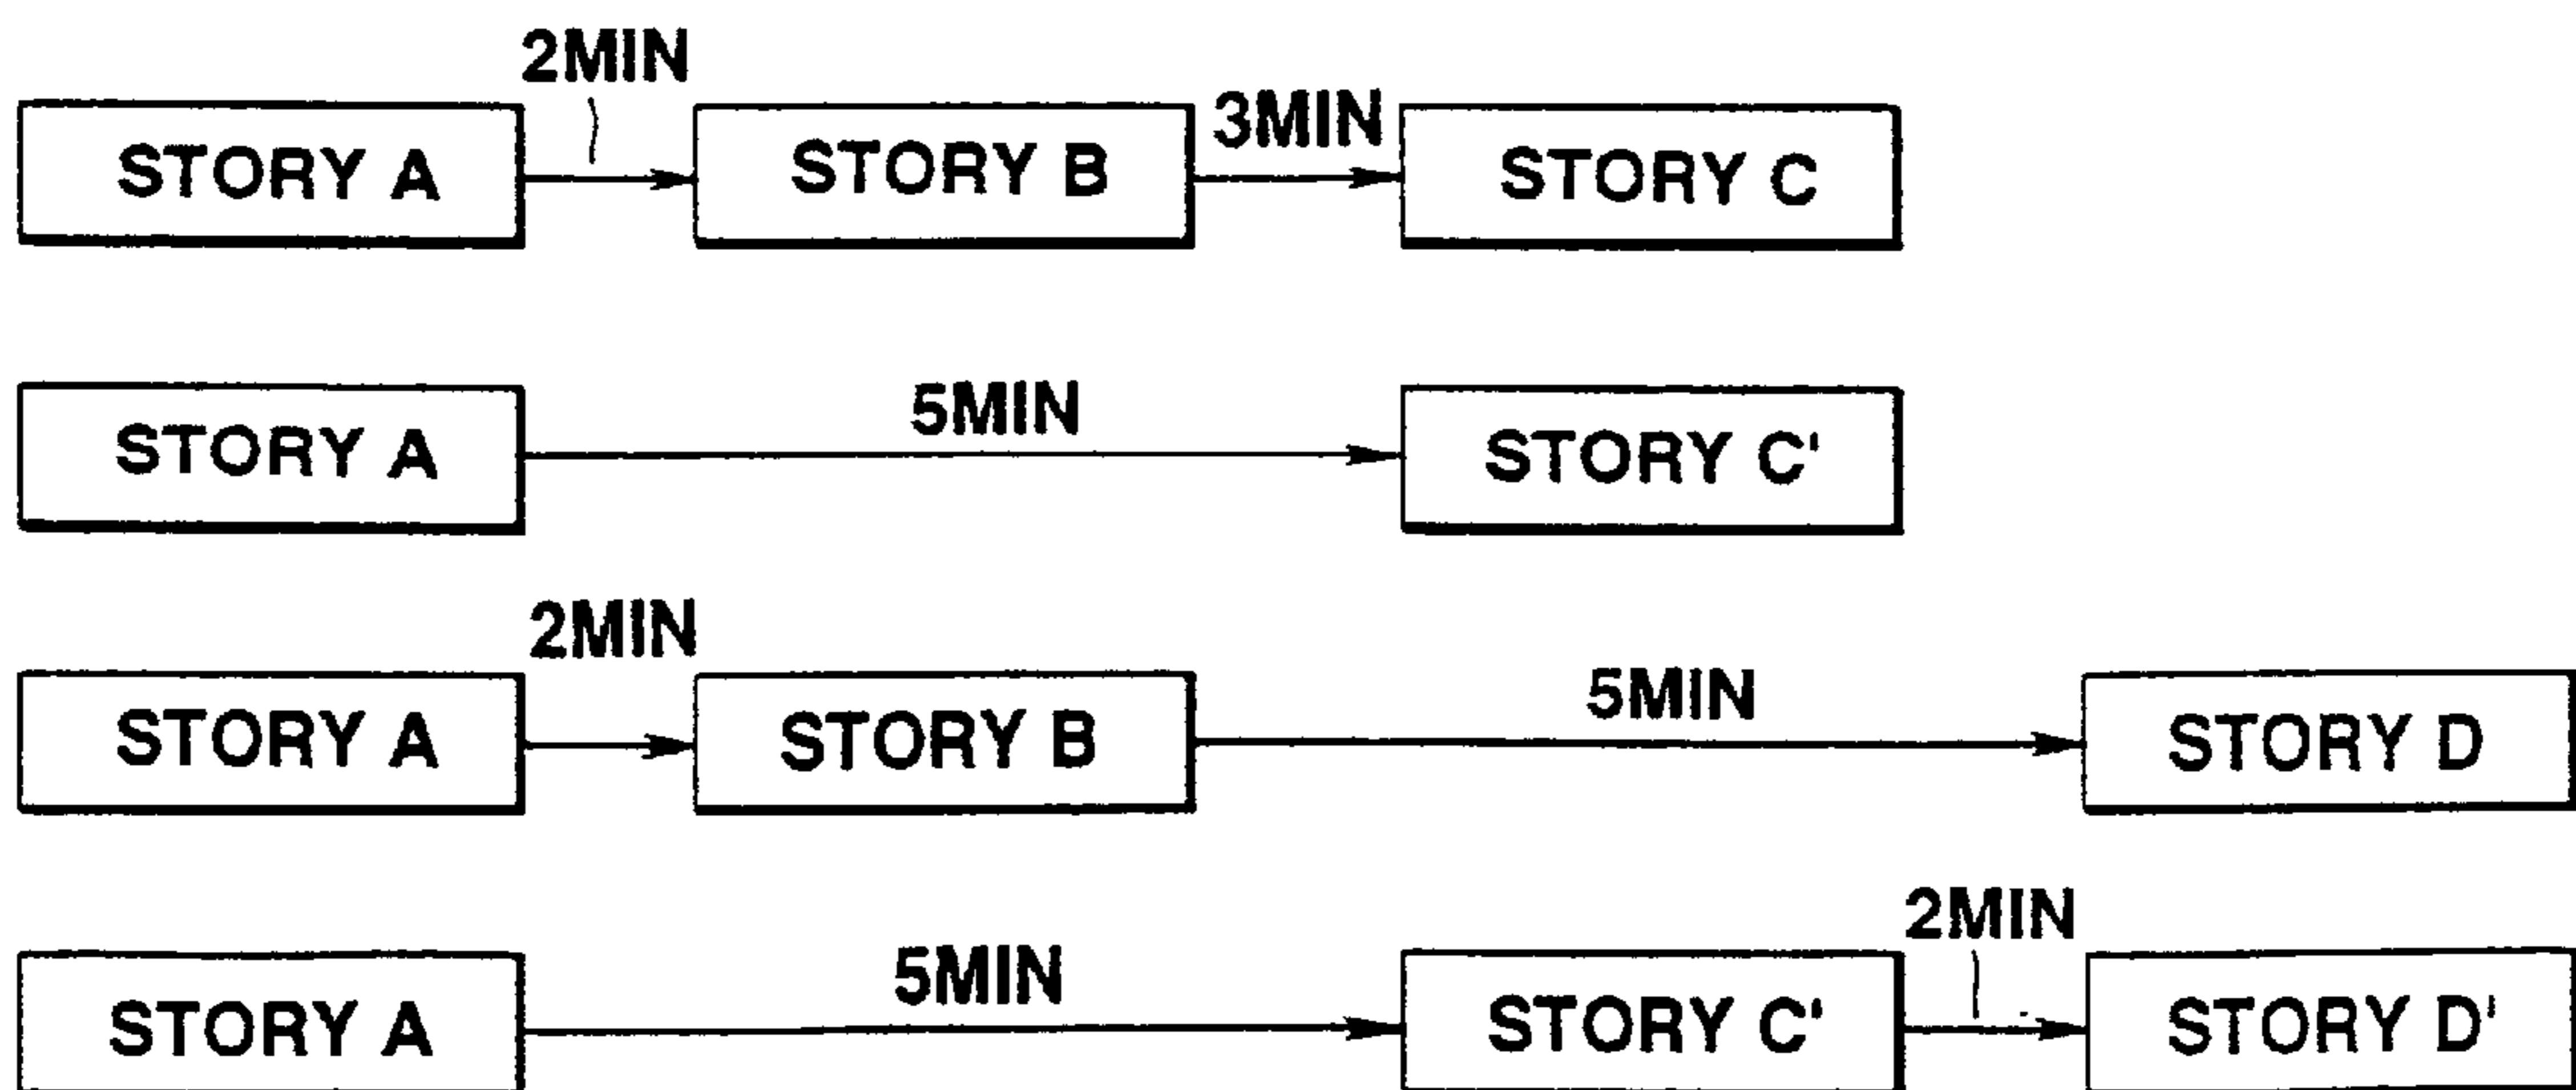 2MIN
STORY A STORY B 3MIN STORY C
5MIN
STORY A STORY C'
2MIN
STORY A STORY B 5MIN STORY D
2MIN
STORY A 5MIN STORY C' STORY D'